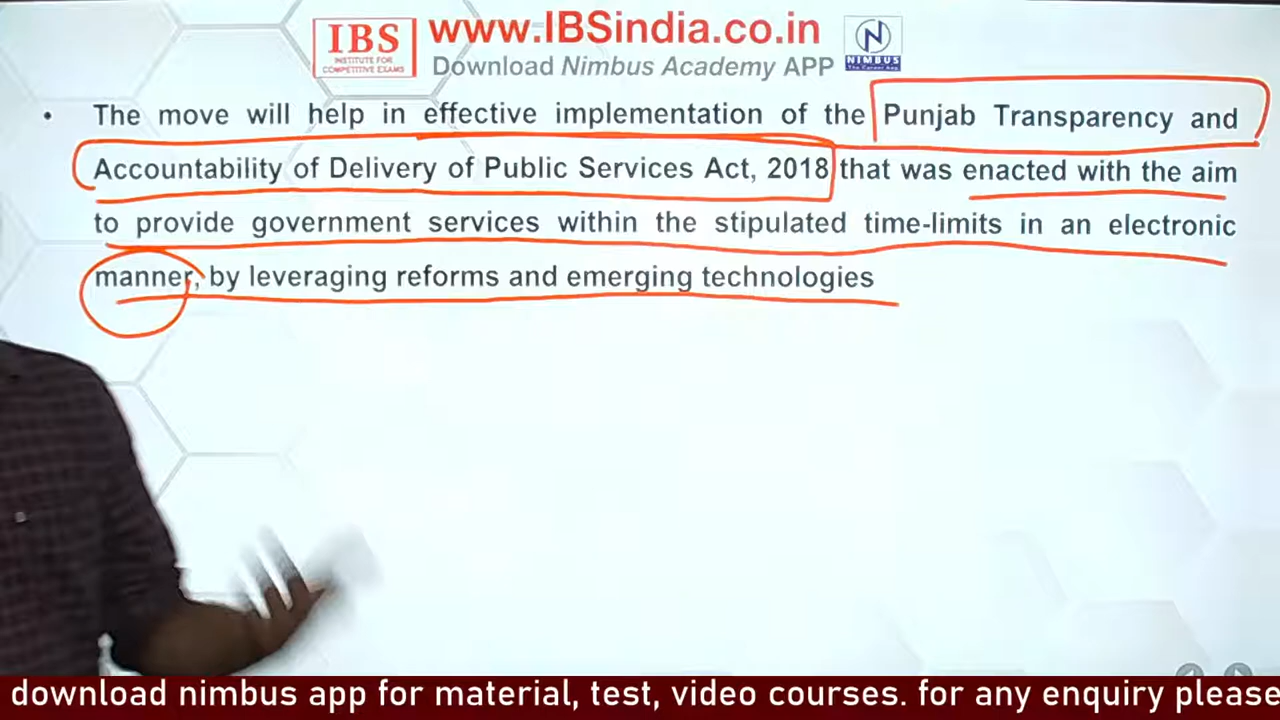 IBS
INSTITUTE FOR
COMPETITIVE EXAMS
www.IBSindia.co.in
Download Nimbus Academy APP
N
NIMBUS
The Career App
• The move will help in effective implementation of the Punjab Transparency and
Accountability of Delivery of Public Services Act, 2018 that was enacted with the aim
to provide government services within the stipulated time-limits in an electronic
manner, by leveraging reforms and emerging technologies
download nimbus app for material, test, video courses. for any enquiry please